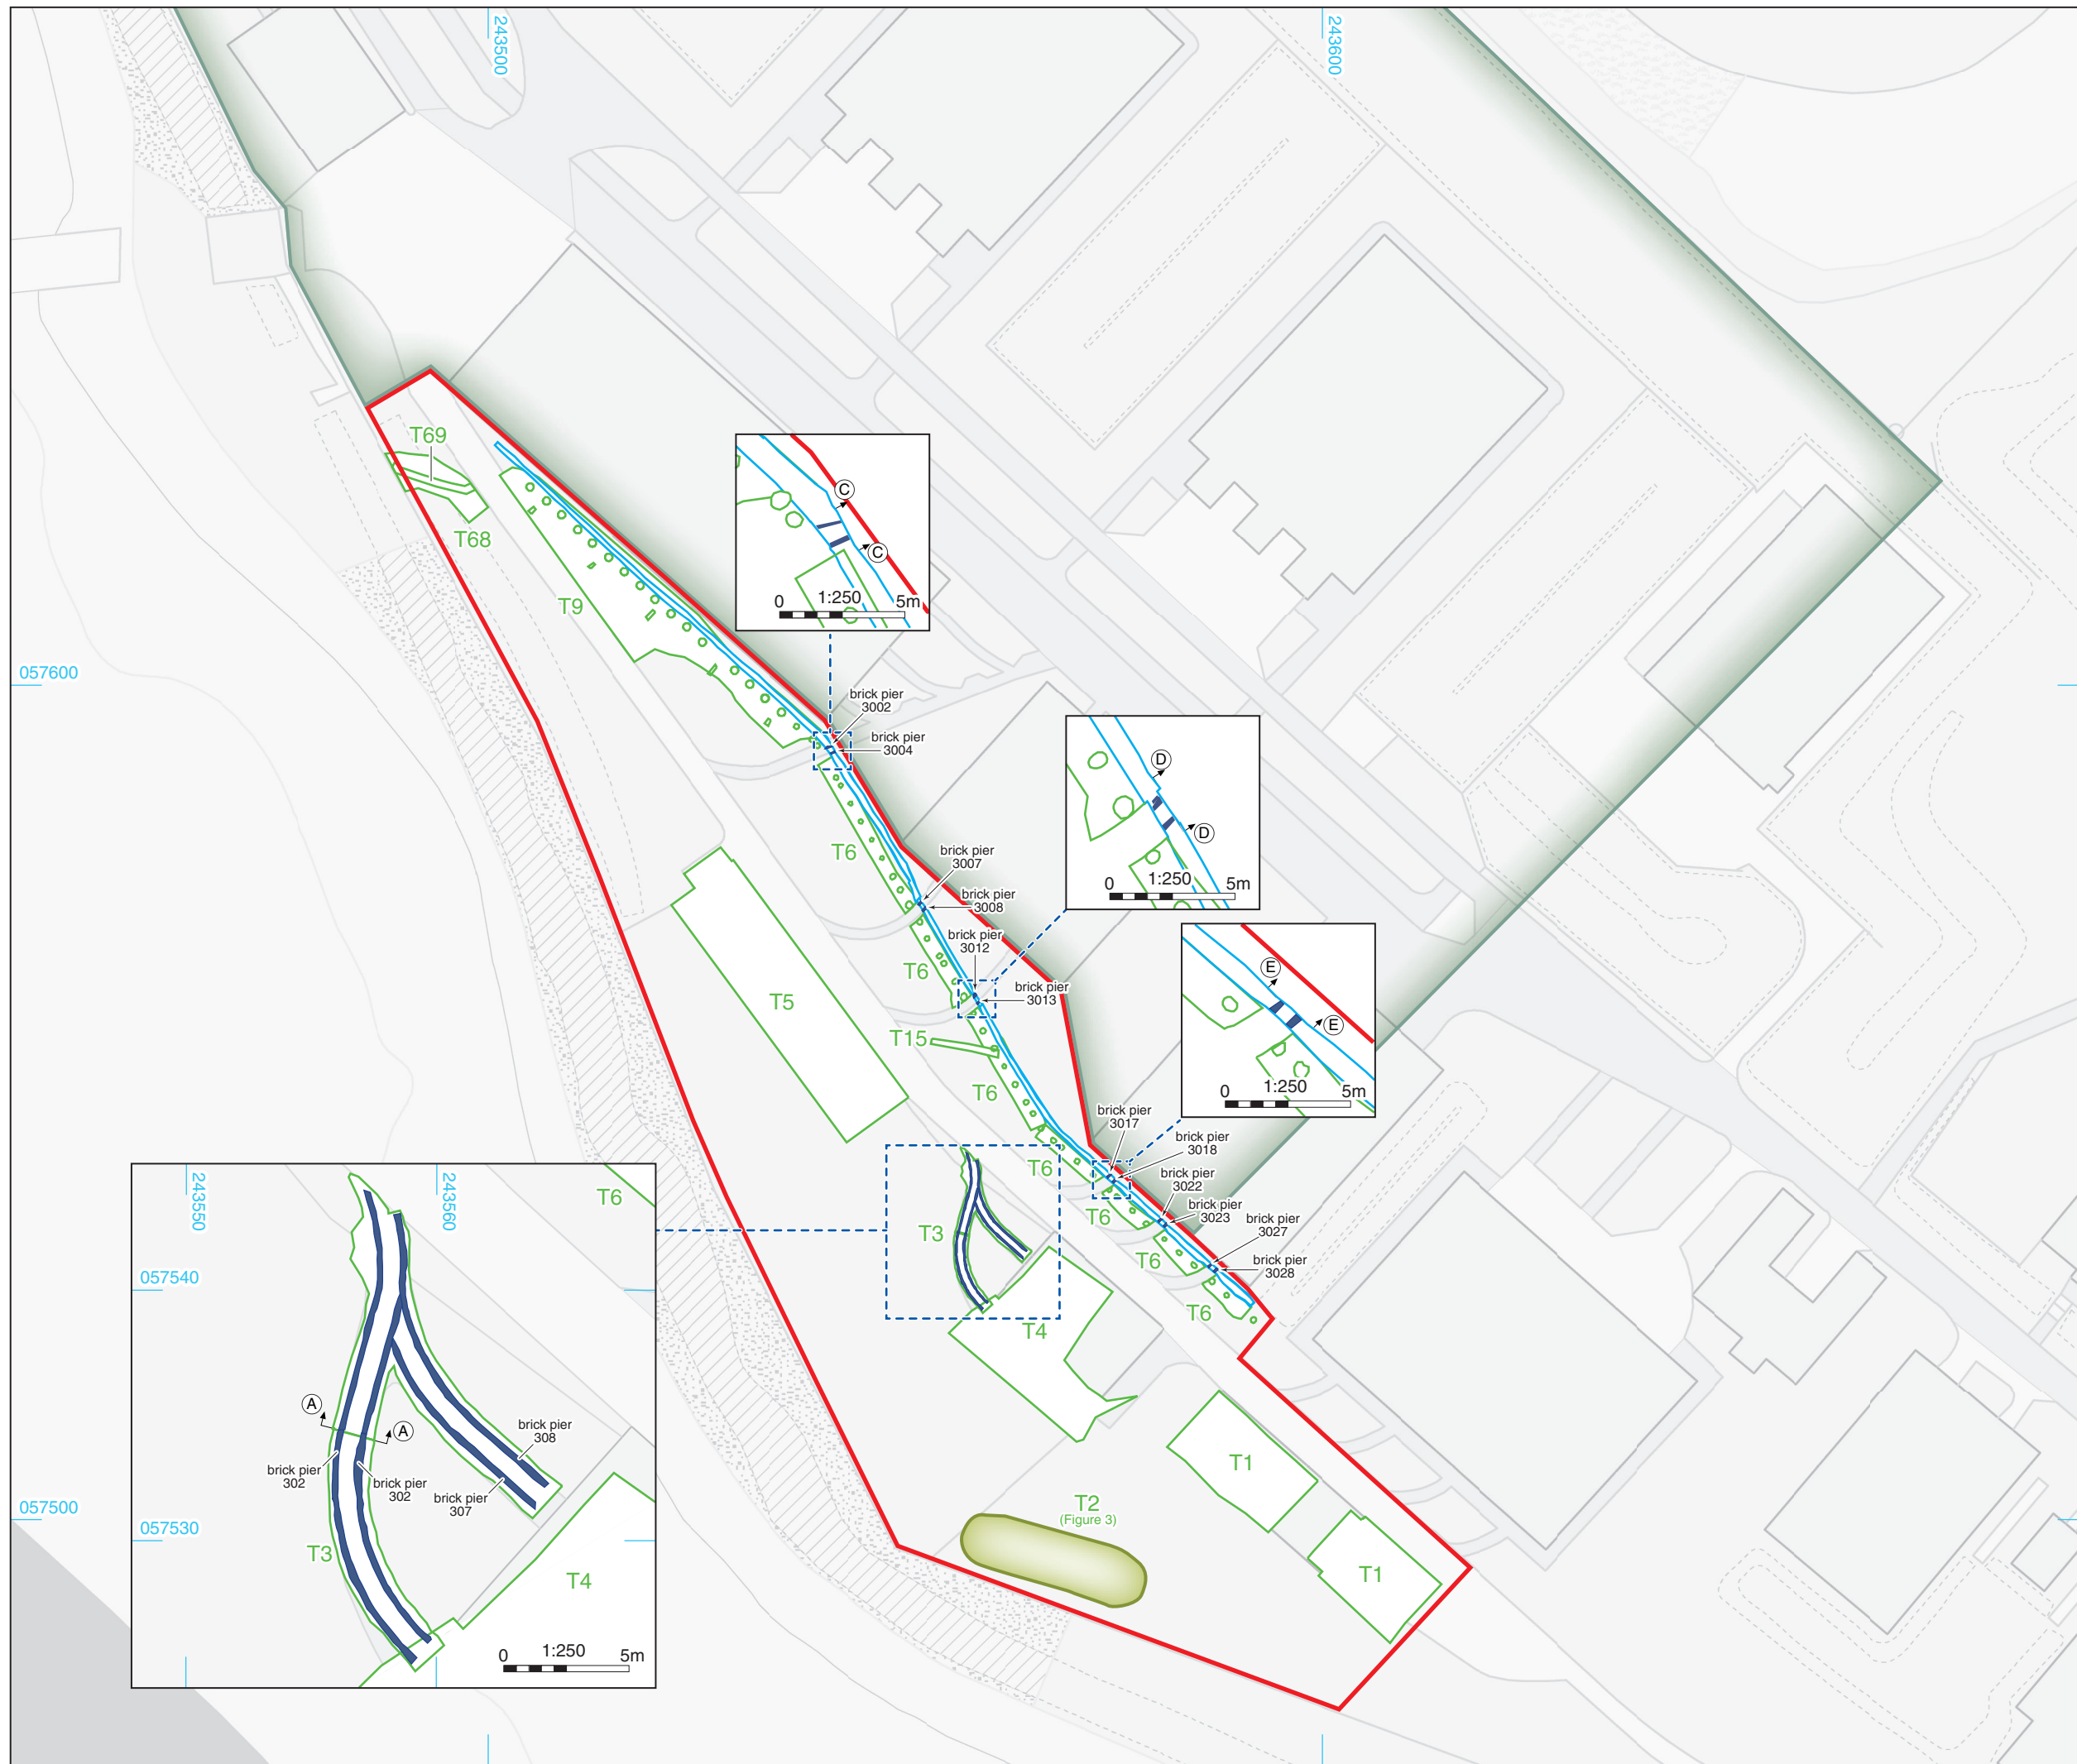 243500
243600
T69
T68
T9
C
C
0 1:250 5m
057600
brick pier
3002
brick pier
3004
D
D
0 1:250 5m
T6
brick pier
3007
brick pier
3008
brick pier
3012
brick pier
3013
T6
T5
T15
T6
E
E
0 1:250 5m
brick pier
3017
brick pier
3018
brick pier
3022
brick pier
3023
brick pier
3027
brick pier
3028
T6
T6
T6
T6
T3
T4
T1
T1
T2
(Figure 3)
057500
243550
243560
T6
057540
A
A
brick pier
302
brick pier
302
brick pier
307
brick pier
308
057530
T3
T4
0 1:250 5m